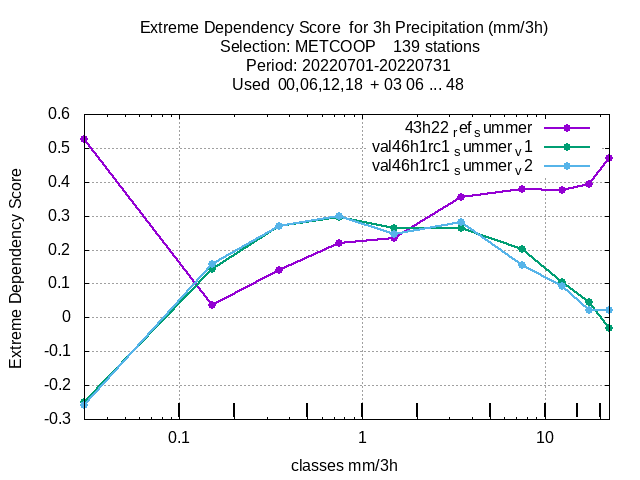 Extreme Dependency Score  for 3h Precipitation (mm/3h)
Selection: METCOOP    139 stations
Period: 20220701-20220731
Used  00,06,12,18  + 03 06 ... 48
43h22 ref summer
val46h1rc1 summer v1
val46h1rc1 summer v2
0.6
0.5
0.4
0.3
0.2
0.1
0
-0.1
-0.2
-0.3
Extreme Dependency Score
0.1 1 10
classes mm/3h